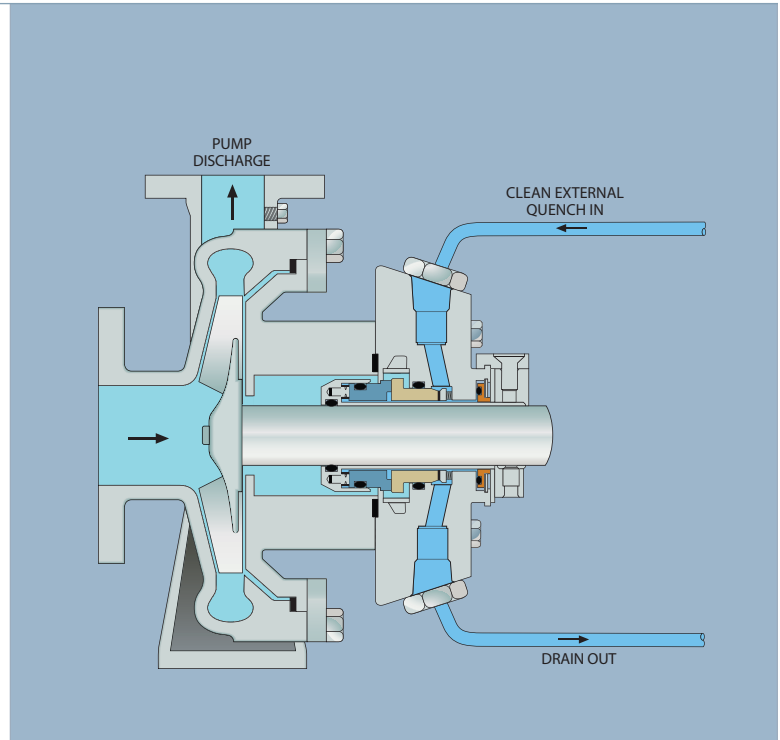 PUMP
DISCHARGE
CLEAN EXTERNAL
QUENCH IN
DRAIN OUT